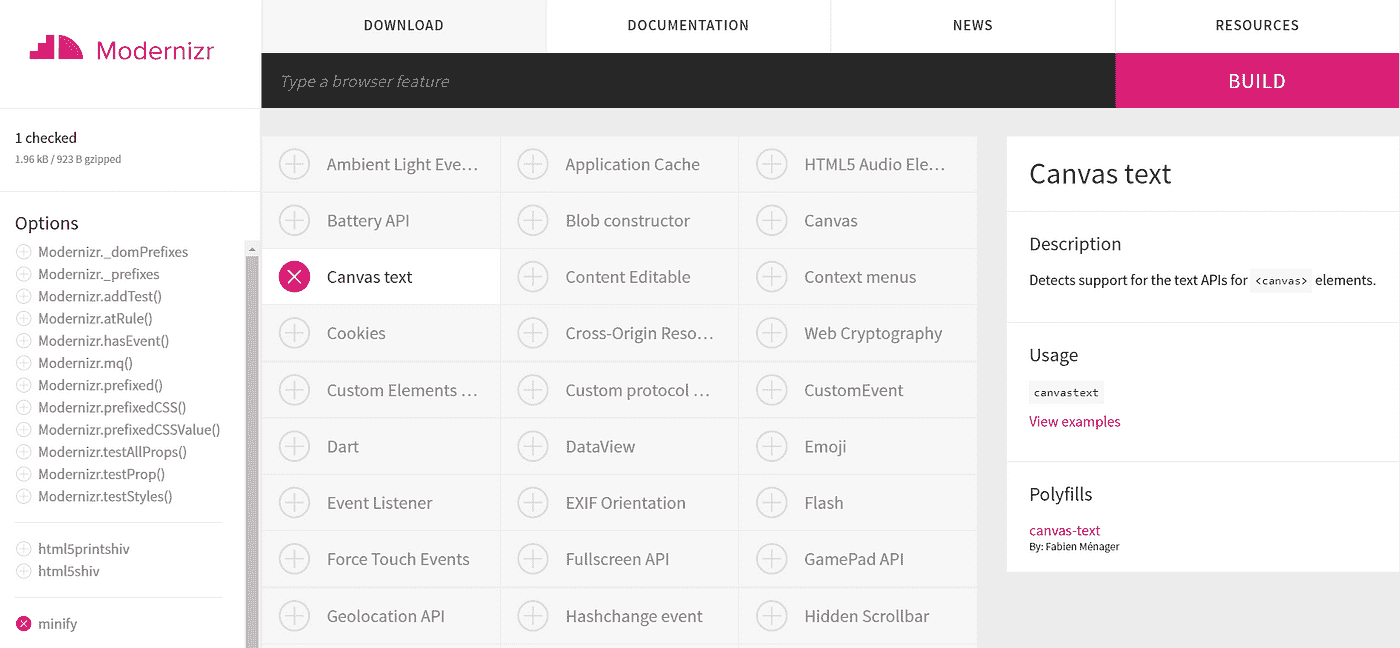 Modernizr
DOWNLOAD
DOCUMENTATION
NEWS
RESOURCES
Type a browser feature
BUILD
1 checked
1.96 kB / 923 B gzipped
Options
Modernizr._domPrefixes
Modernizr._prefixes
Modernizr.addTest()
Modernizr.atRule()
Modernizr.hasEvent()
Modernizr.mq()
Modernizr.prefixed()
Modernizr.prefixedCSS()
Modernizr.prefixedCSSValue()
Modernizr.testAllProps()
Modernizr.testProp()
Modernizr.testStyles()
html5printshiv
html5shiv
minify
Ambient Light Eve...
Application Cache
HTML5 Audio Ele...
Battery API
Blob constructor
Canvas
Canvas text
Content Editable
Context menus
Cookies
Cross-Origin Reso...
Web Cryptography
Custom Elements ...
Custom protocol ...
CustomEvent
Dart
DataView
Emoji
Event Listener
EXIF Orientation
Flash
Force Touch Events
Fullscreen API
GamePad API
Geolocation API
Hashchange event
Hidden Scrollbar
Canvas text
Description
Detects support for the text APIs for <canvas> elements.
Usage
canvastext
View examples
Polyfills
canvas-text
By: Fabien Ménager